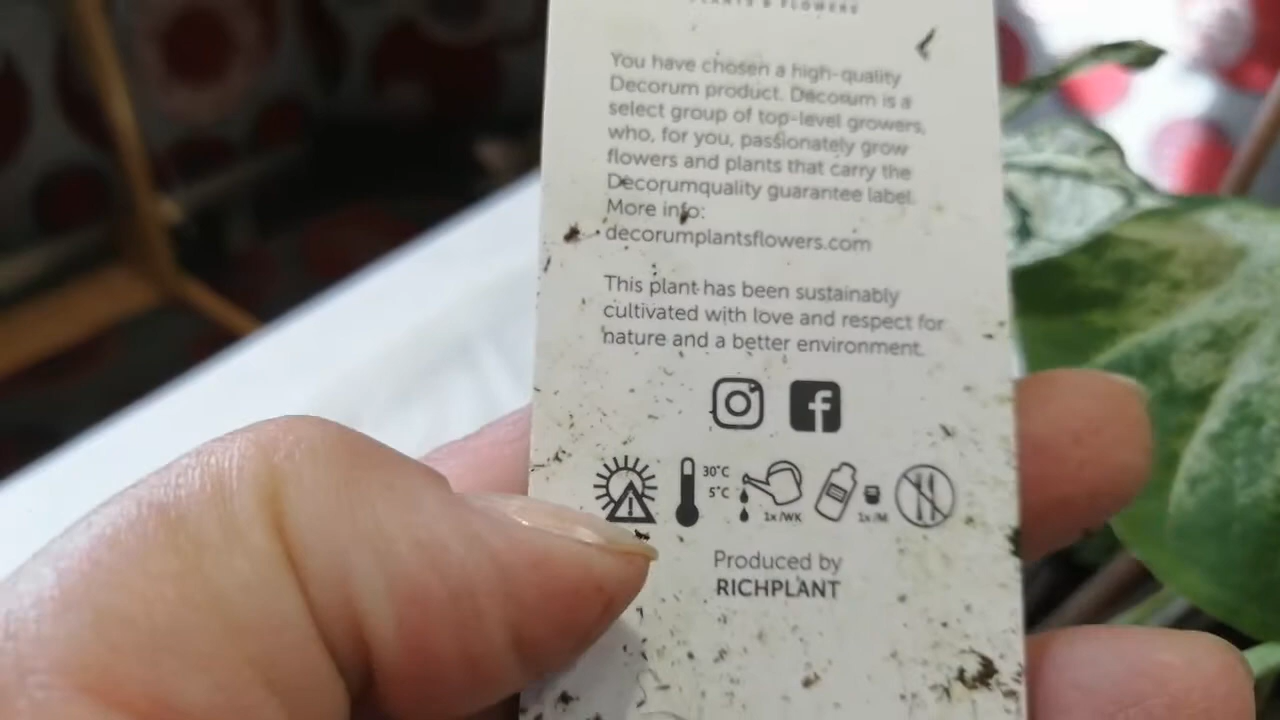 PLANTS & FLOWERS
You have chosen a high-quality
Decorum product. Decorum is a
select group of top-level growers,
who, for you, passionately grow
flowers and plants that carry the
Decorumquality guarantee label.
More info:
decorumplantsflowers.com
This plant has been sustainably
cultivated with love and respect for
nature and a better environment.
30°C
5°C
1x/WK
1x/M
Produced by
RICHPLANT